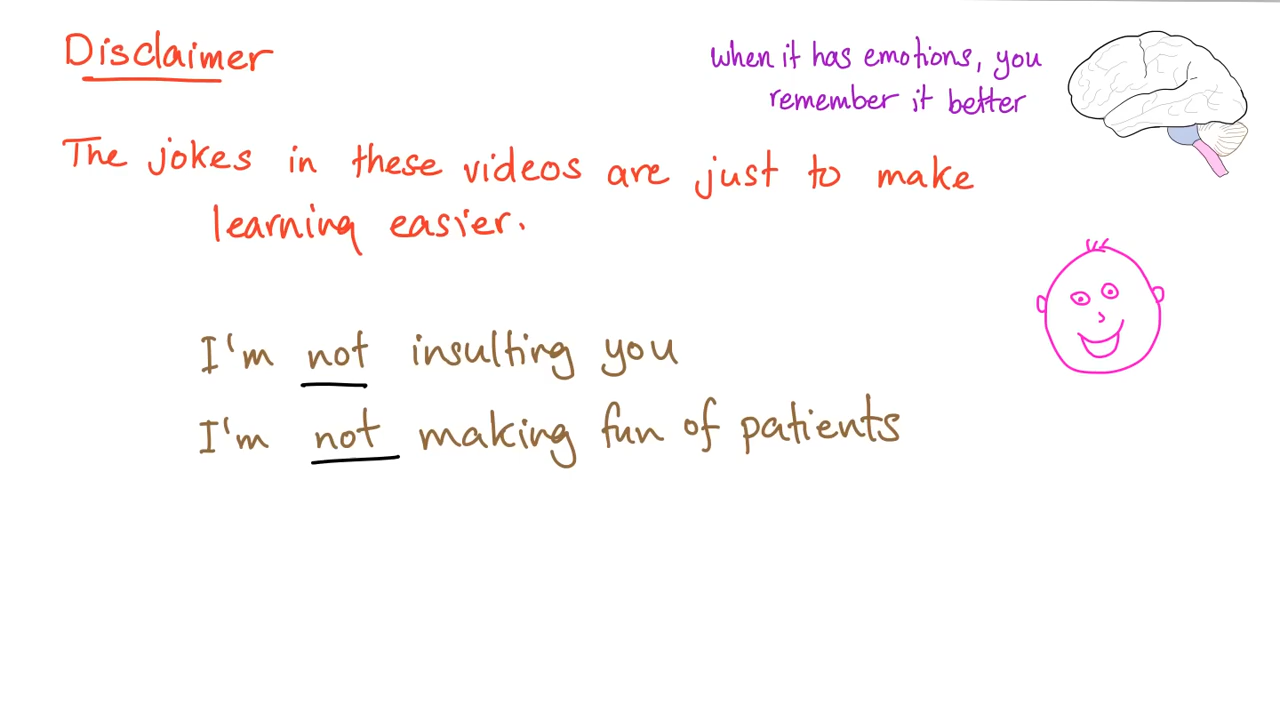 Disclaimer
when it has emotions, you
remember it better
The jokes in these videos are just to make
learning easier.
I'm not insulting you
I'm not making fun of patients